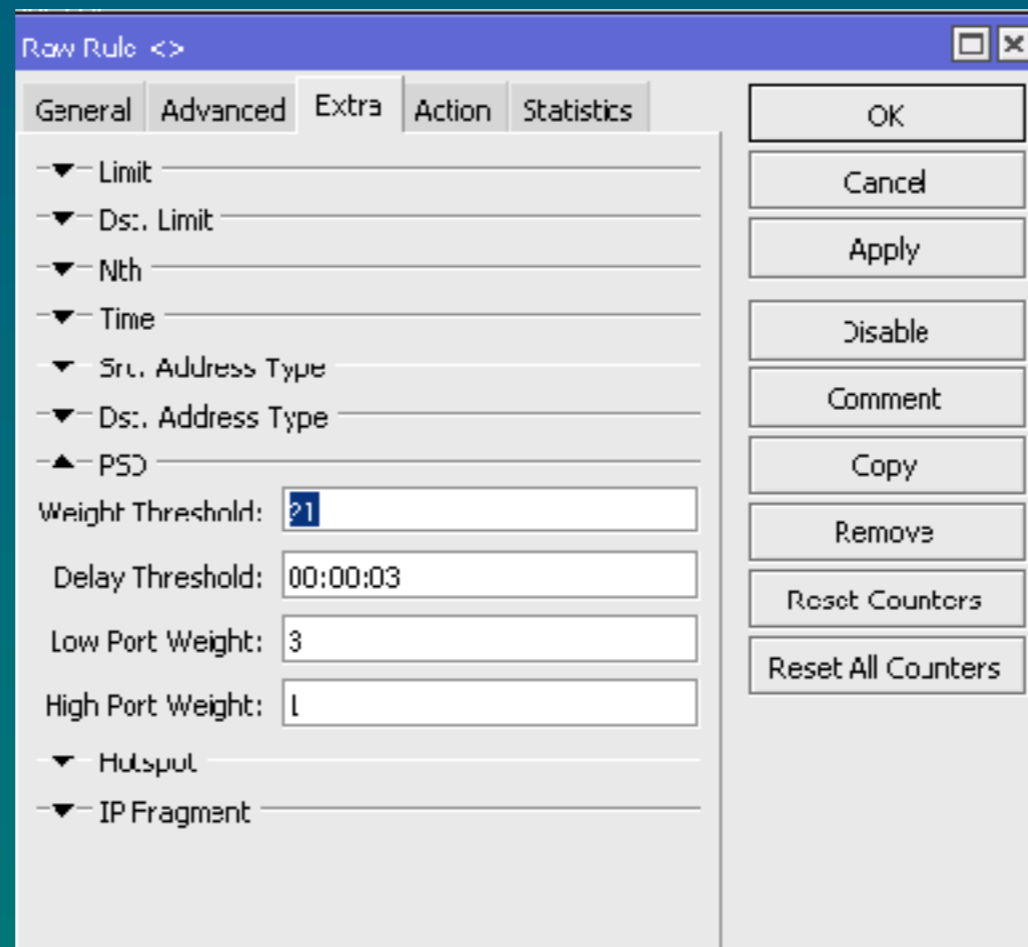 Raw Rule <>
General Advanced Extra Action Statistics
OK
Cancel
Apply
Disable
Comment
Copy
Remove
Reset Counters
Reset All Counters
Limit
Dst. Limit
Nth
Time
Src. Address Type
Dst. Address Type
PSD
Weight Threshold: 21
Delay Threshold: 00:00:03
Low Port Weight: 3
High Port Weight: 1
Hotspot
IP Fragment